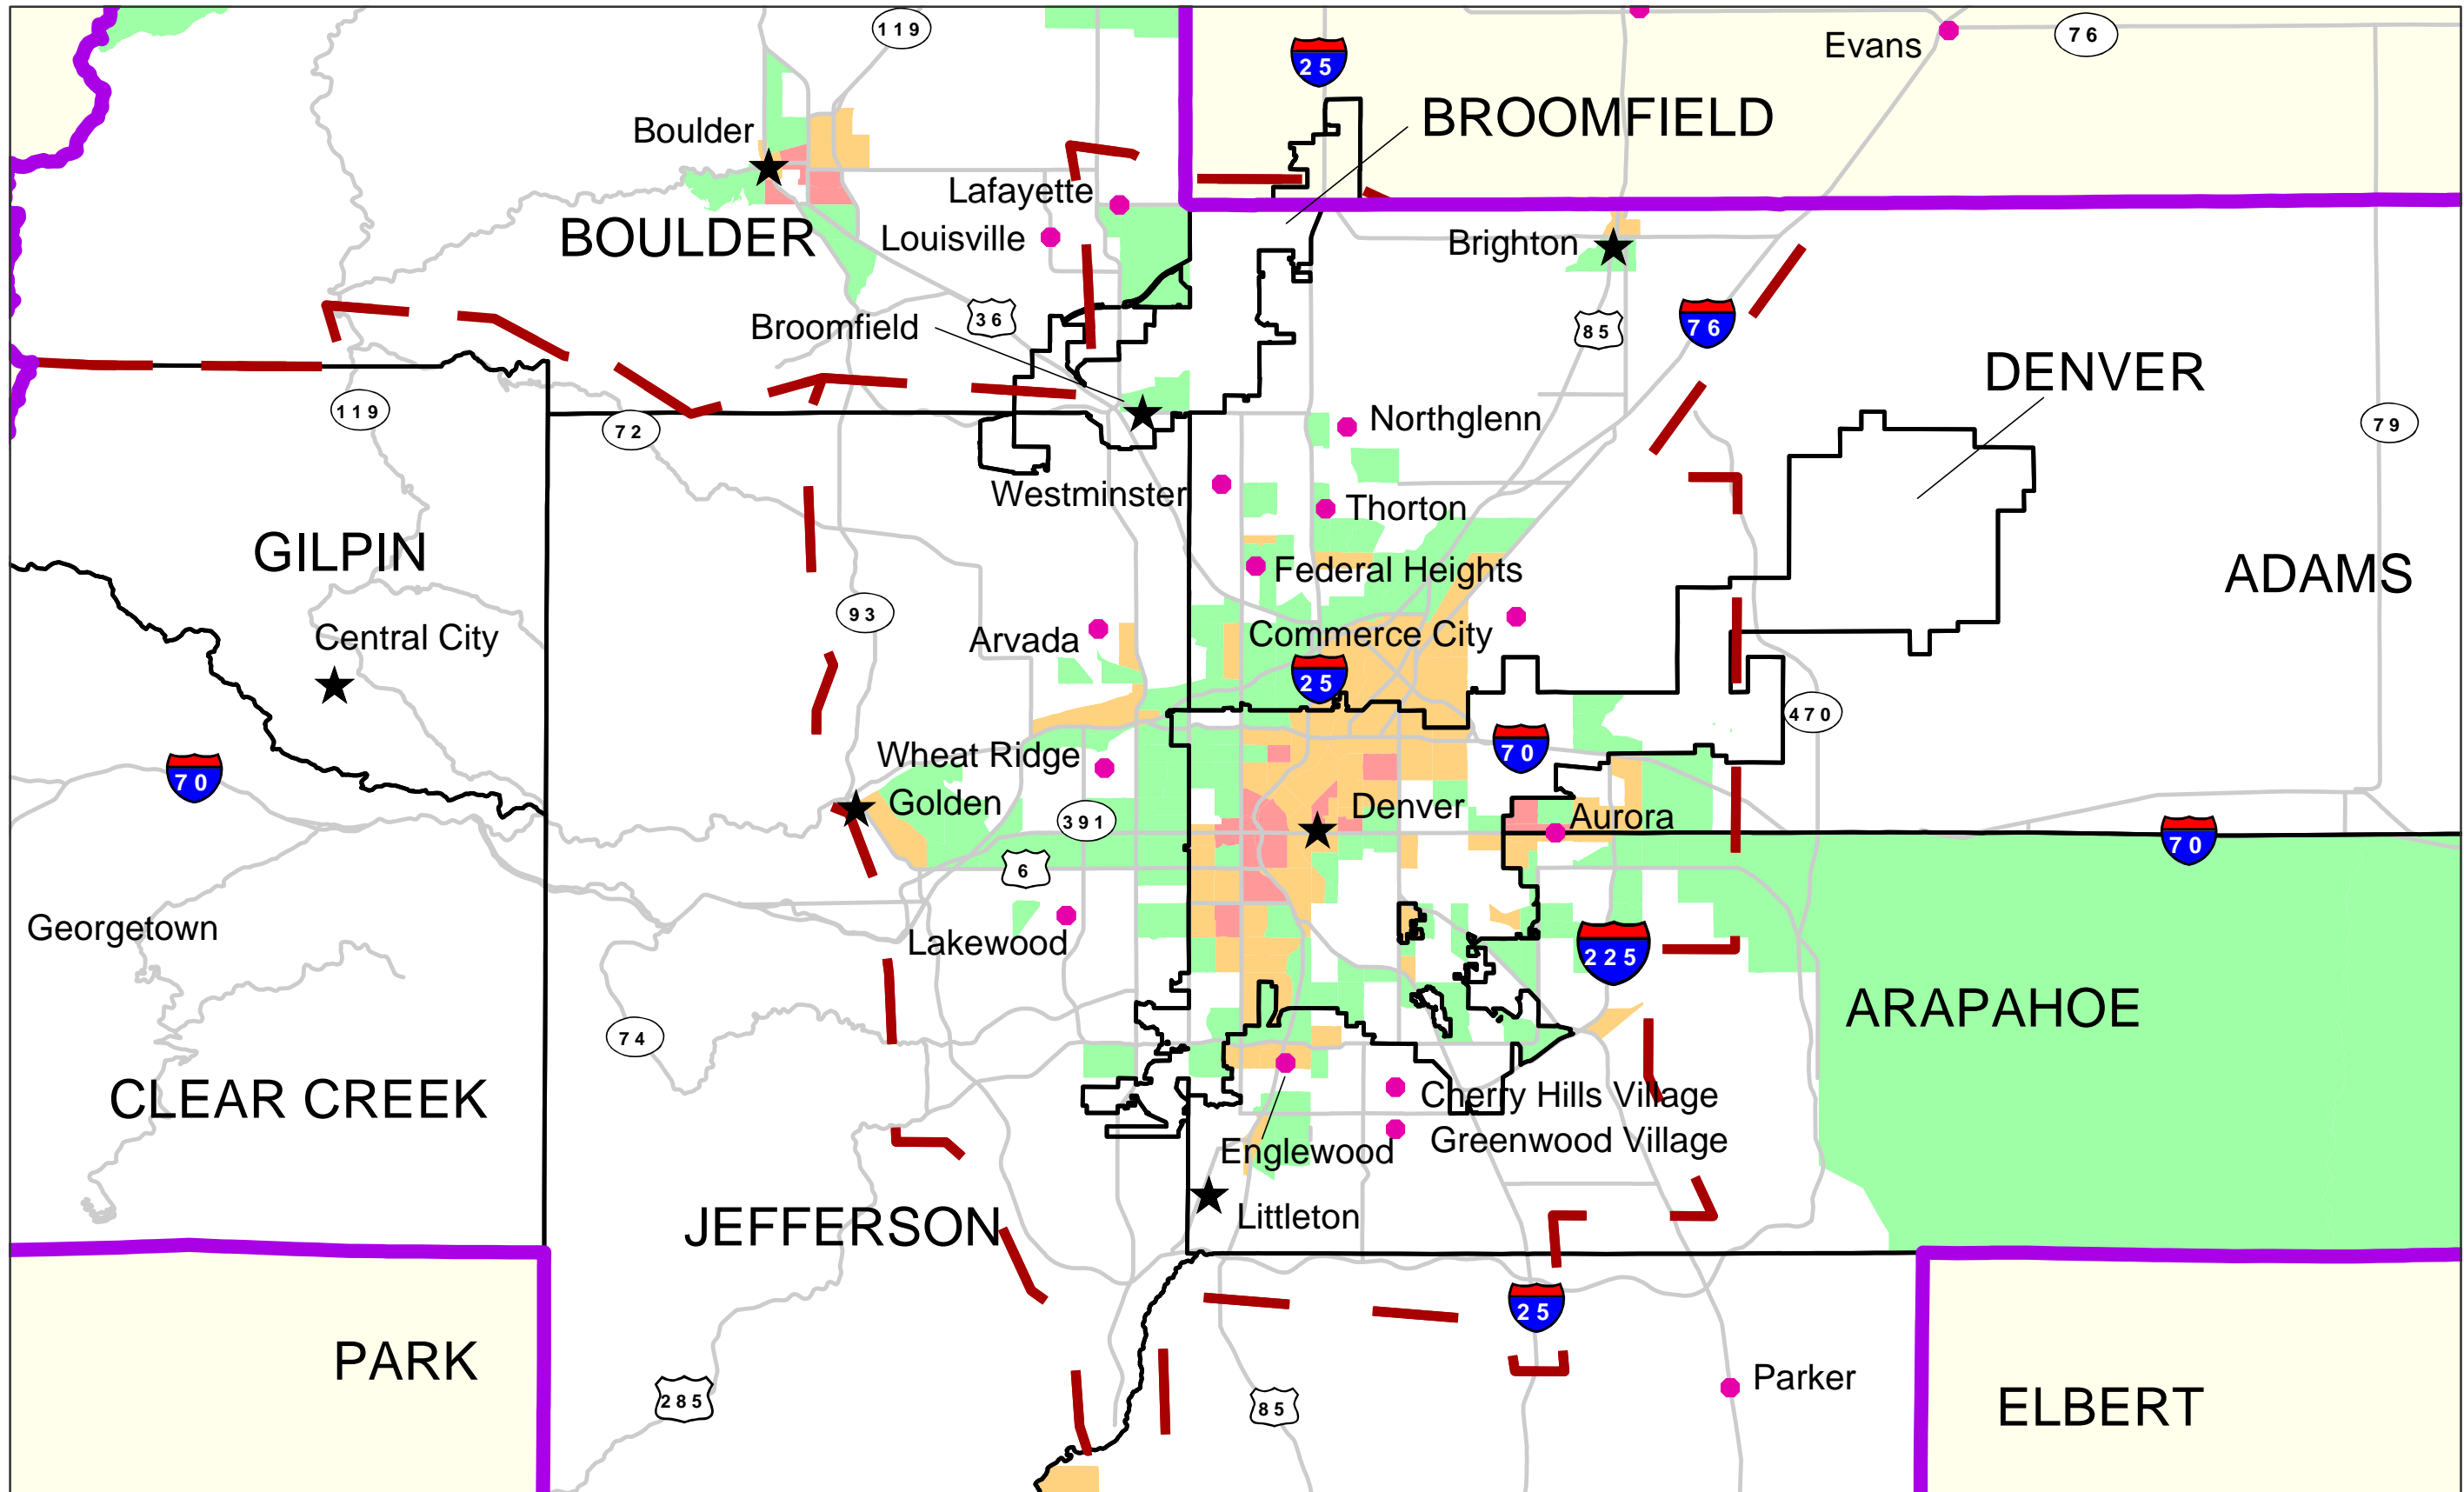 119
Evans
76
25
BROOMFIELD
Boulder
Lafayette
BOULDER
Louisville
Brighton
36
Broomfield
85
76
DENVER
119
72
Northglenn
79
Westminster
Thorton
GILPIN
Federal Heights
ADAMS
93
Central City
Arvada
Commerce City
25
470
70
Wheat Ridge
70
Golden
391
Denver
Aurora
70
6
Georgetown
Lakewood
225
ARAPAHOE
74
CLEAR CREEK
Cherry Hills Village
Englewood
Greenwood Village
JEFFERSON
Littleton
25
PARK
Parker
285
85
ELBERT